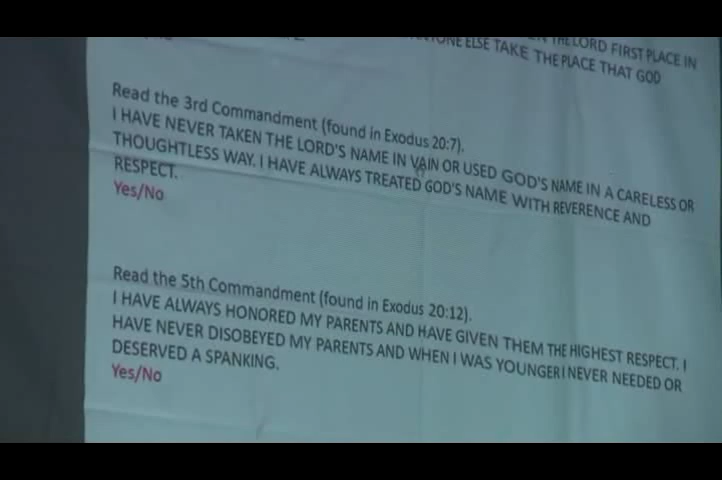 THE LORD FIRST PLACE IN
ELSE TAKE THE PLACE THAT GOD
Read the 3rd Commandment (found in Exodus 20:7).
I HAVE NEVER TAKEN THE LORD'S NAME IN VAIN OR USED GOD'S NAME IN A CARELESS OR
THOUGHTLESS WAY. I HAVE ALWAYS TREATED GOD'S NAME WITH REVERENCE AND
RESPECT.
Yes/No
Read the 5th Commandment (found in Exodus 20:12).
I HAVE ALWAYS HONORED MY PARENTS AND HAVE GIVEN THEM THE HIGHEST RESPECT. I
HAVE NEVER DISOBEYED MY PARENTS AND WHEN I WAS YOUNGER I NEVER NEEDED OR
DESERVED A SPANKING.
Yes/No